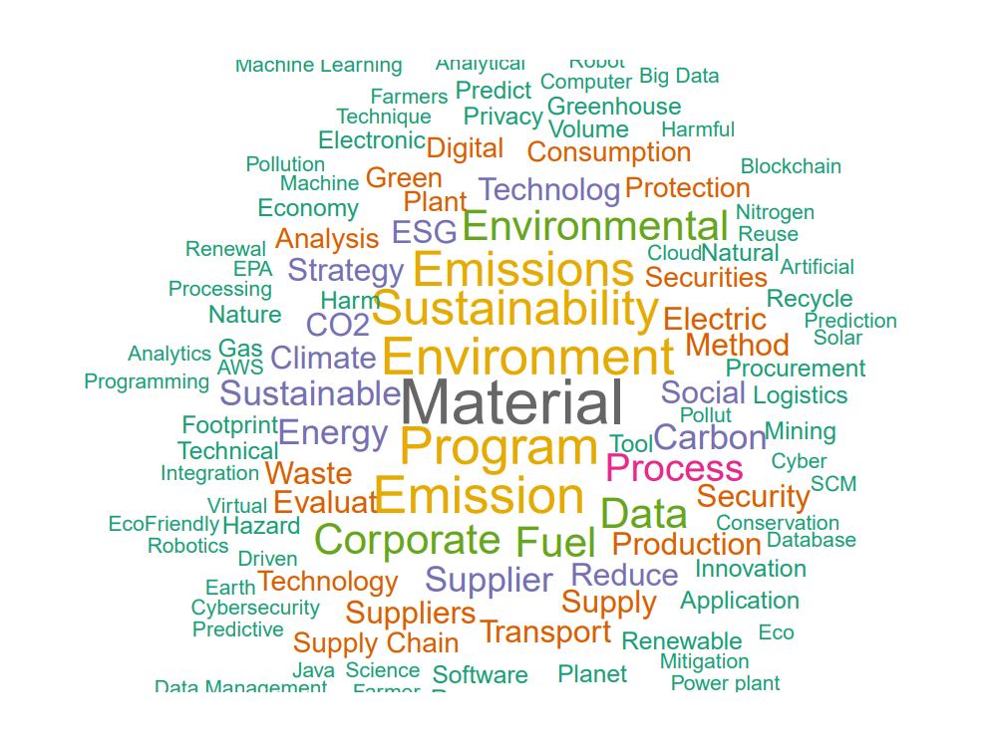 Machine Learning Analytical Robot
Computer Big Data
Farmers Predict Greenhouse
Technique Privacy Volume Harmful
Electronic Digital Consumption
Pollution Blockchain
Machine Green Technolog Protection
Economy Plant Nitrogen
Analysis ESG Environmental Reuse
Renewal Cloud Natural
EPA Strategy Emissions Securities Artificial
Processing Harm Sustainability Recycle
Nature CO2 Electric Prediction
Solar
Analytics Gas Climate Environment Method
AWS Procurement
Programming
Sustainable Material Social Logistics
Pollut
Footprint Energy Program Tool Carbon Mining
Technical
Integration Waste Process Cyber
SCM
Virtual Evaluat Emission Security
EcoFriendly Hazard Data Conservation
Robotics Corporate Fuel Production Database
Driven
Earth Technology Supplier Reduce Innovation
Cybersecurity Suppliers Supply Application
Predictive Transport Eco
Supply Chain Renewable
Mitigation
Java Science Software Planet
Data Management Farmer Power plant